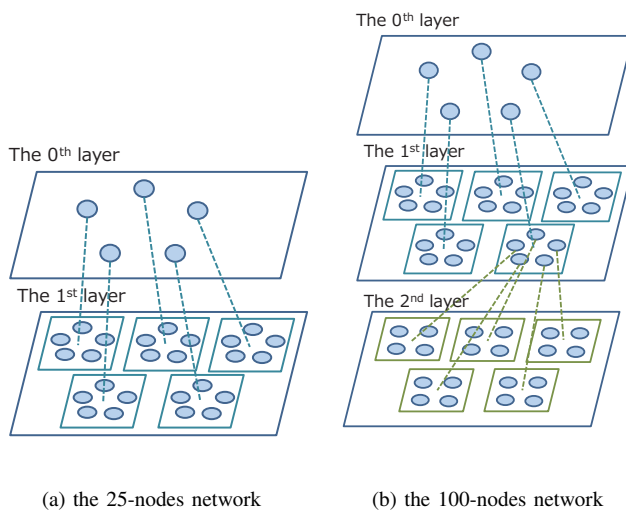 The 0th layer
The 1st layer
(a) the 25-nodes network
The 0th layer
The 1st layer
The 2nd layer
(b) the 100-nodes network